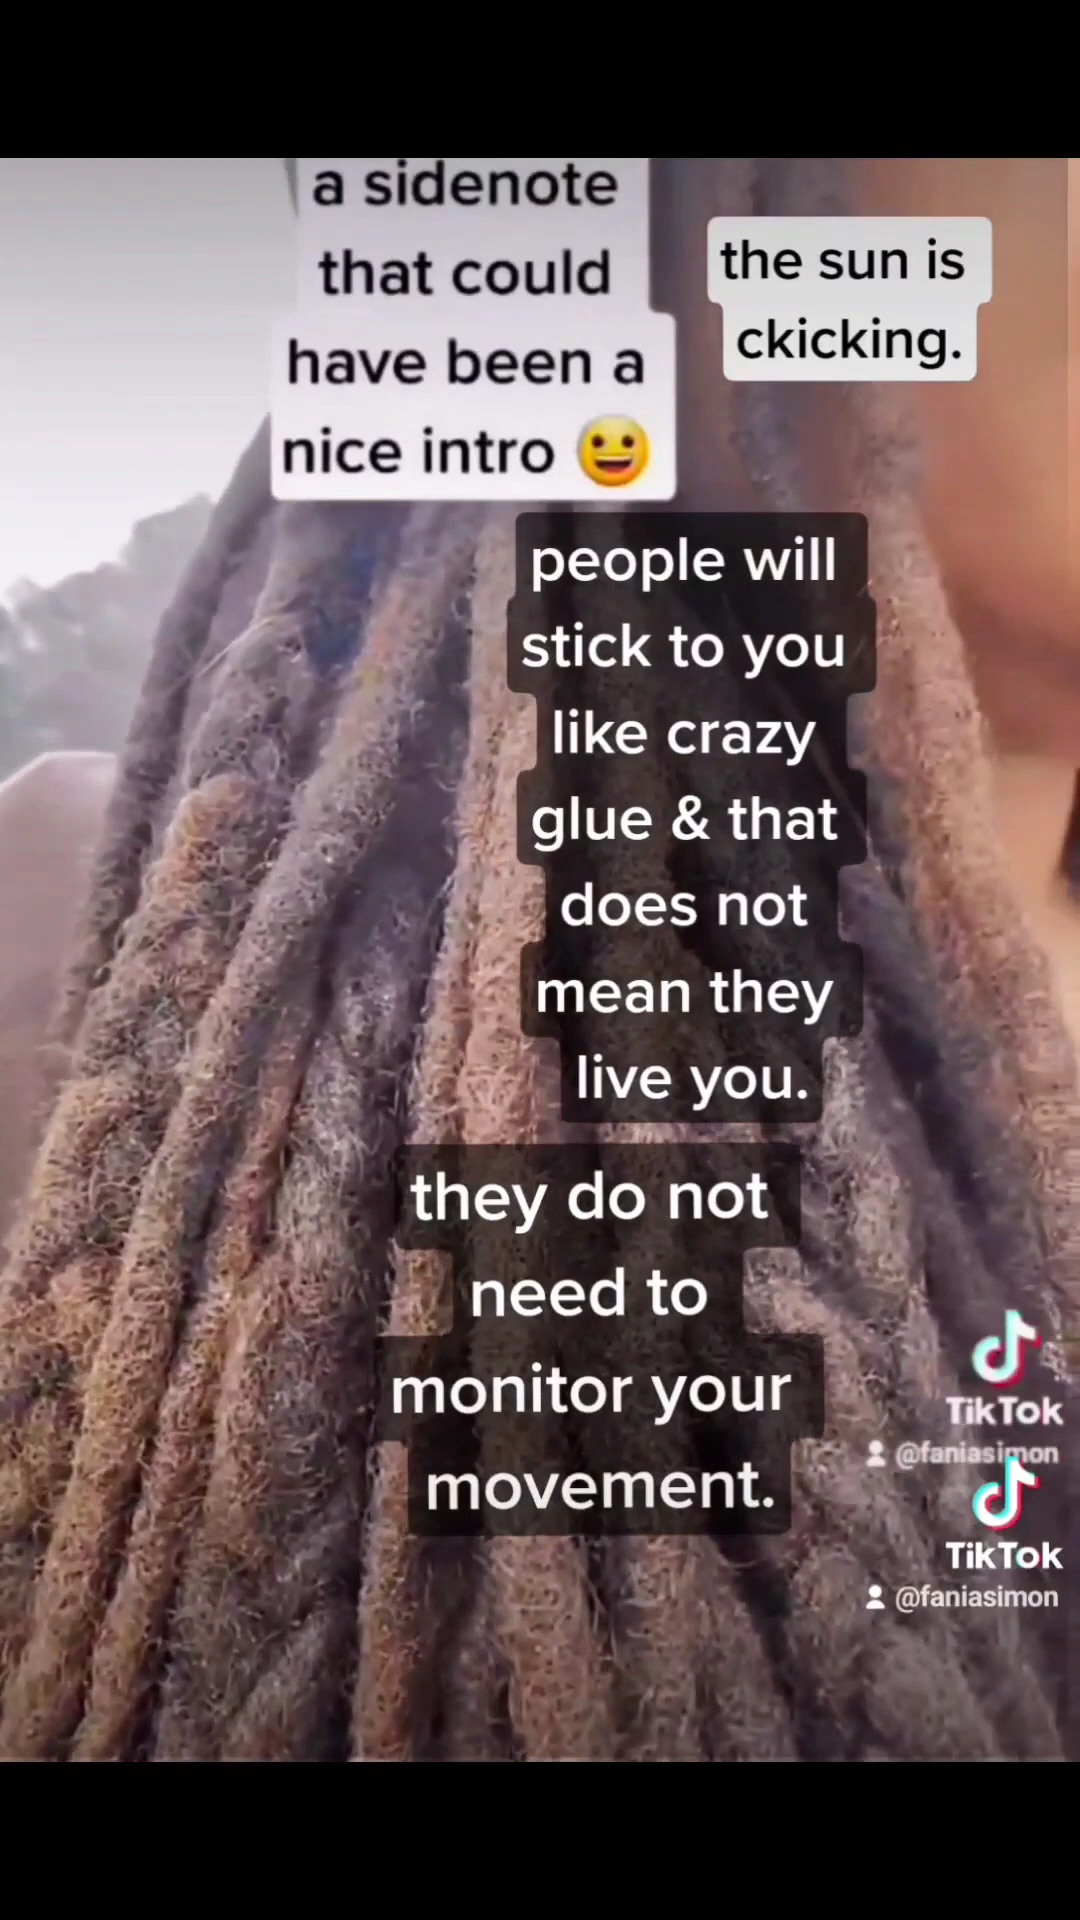 a sidenote
that could
have been a
nice intro 😀
the sun is
ckicking.
people will
stick to you
like crazy
glue & that
does not
mean they
live you.
they do not
need to
monitor your
movement.
TikTok
@faniasimon
TikTok
@faniasimon